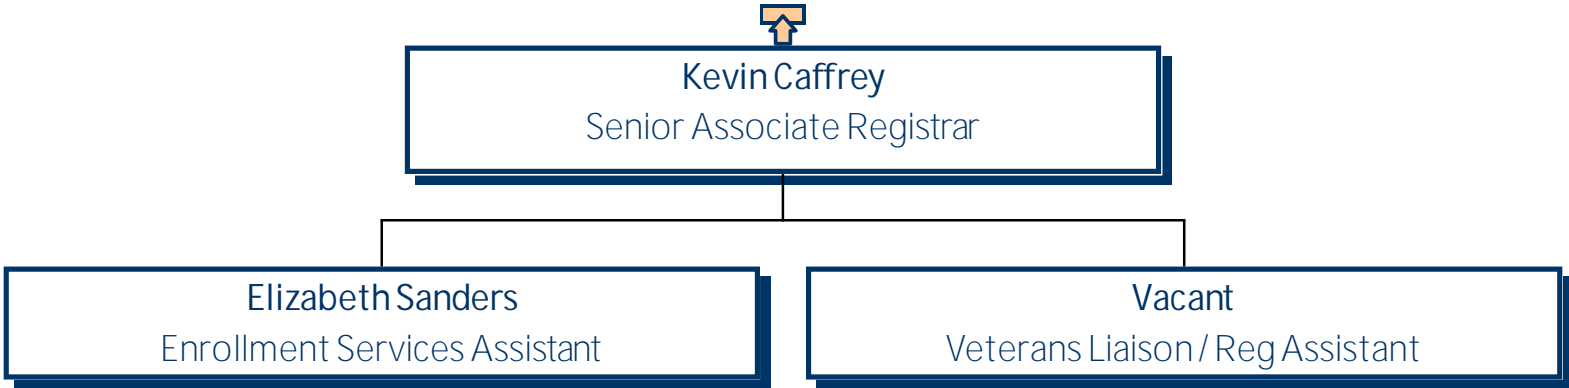 Kevin Caffrey
Senior Associate Registrar
Elizabeth Sanders
Enrollment Services Assistant
Vacant
Veterans Liaison / Reg Assistant